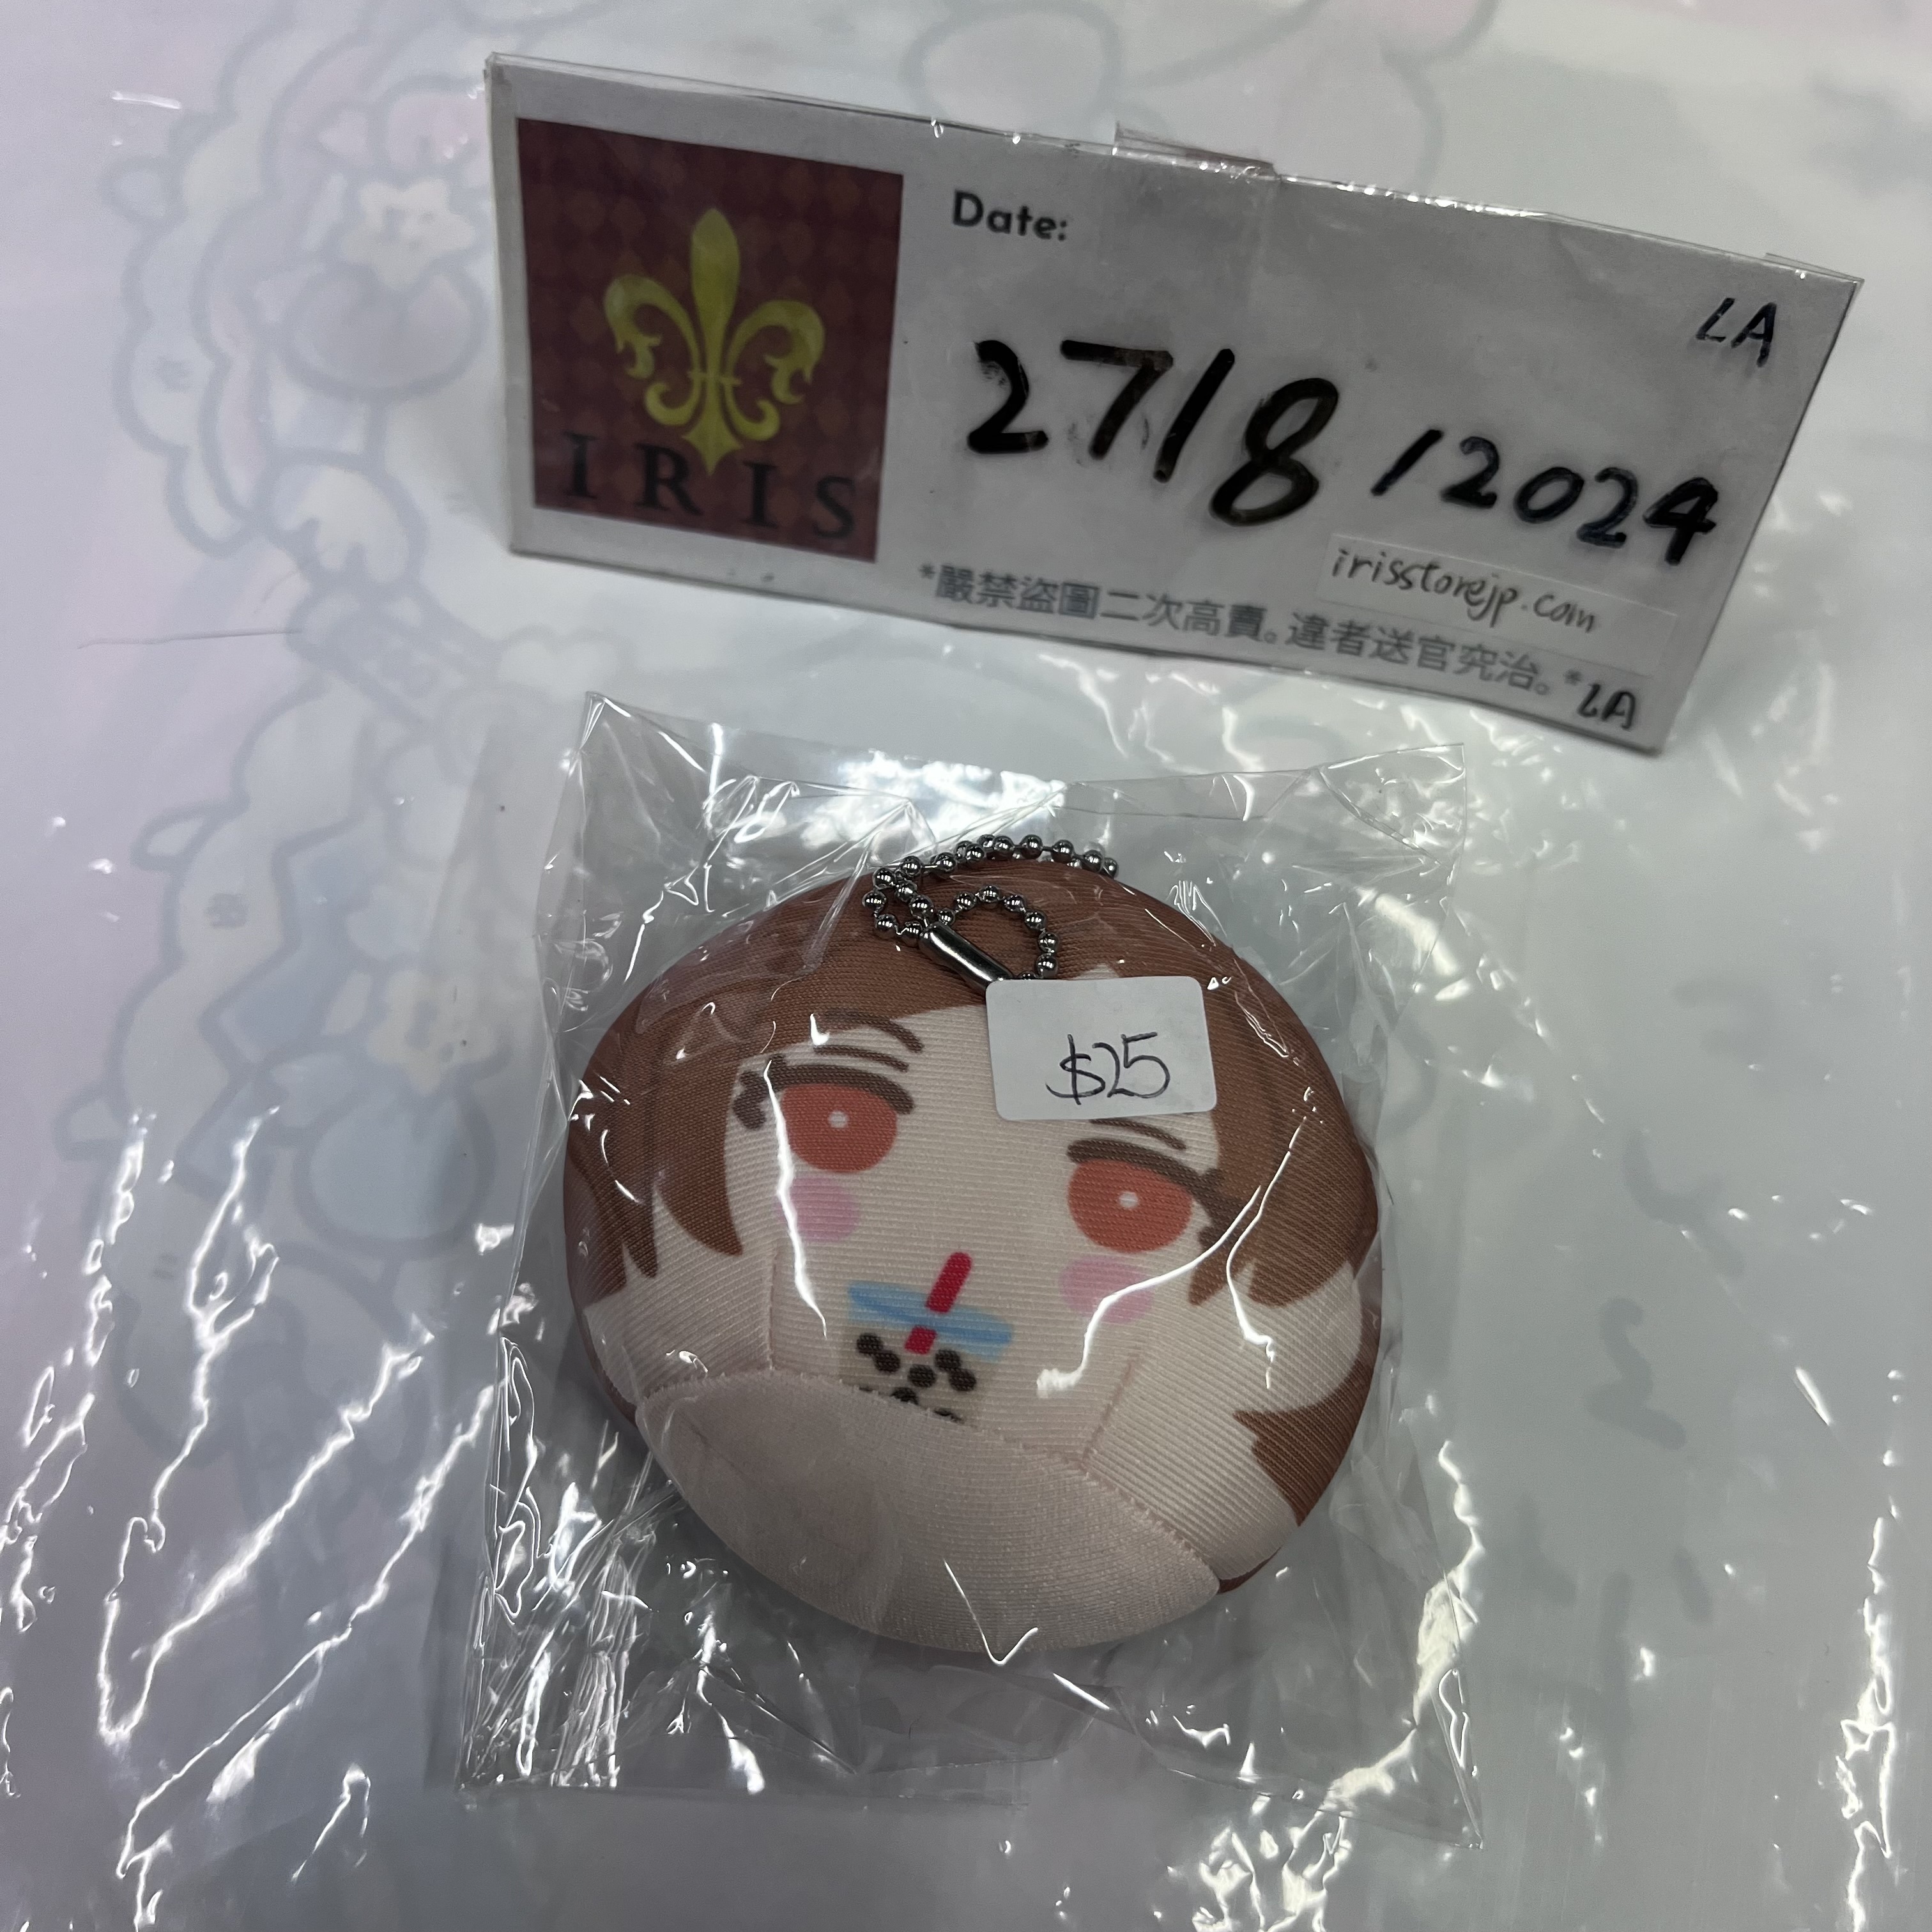 IRIS
Date:
LA
27/8/2024
irisstorejp.com
*嚴禁盜圖二次高賣。違者送官究治。*
LA
$25